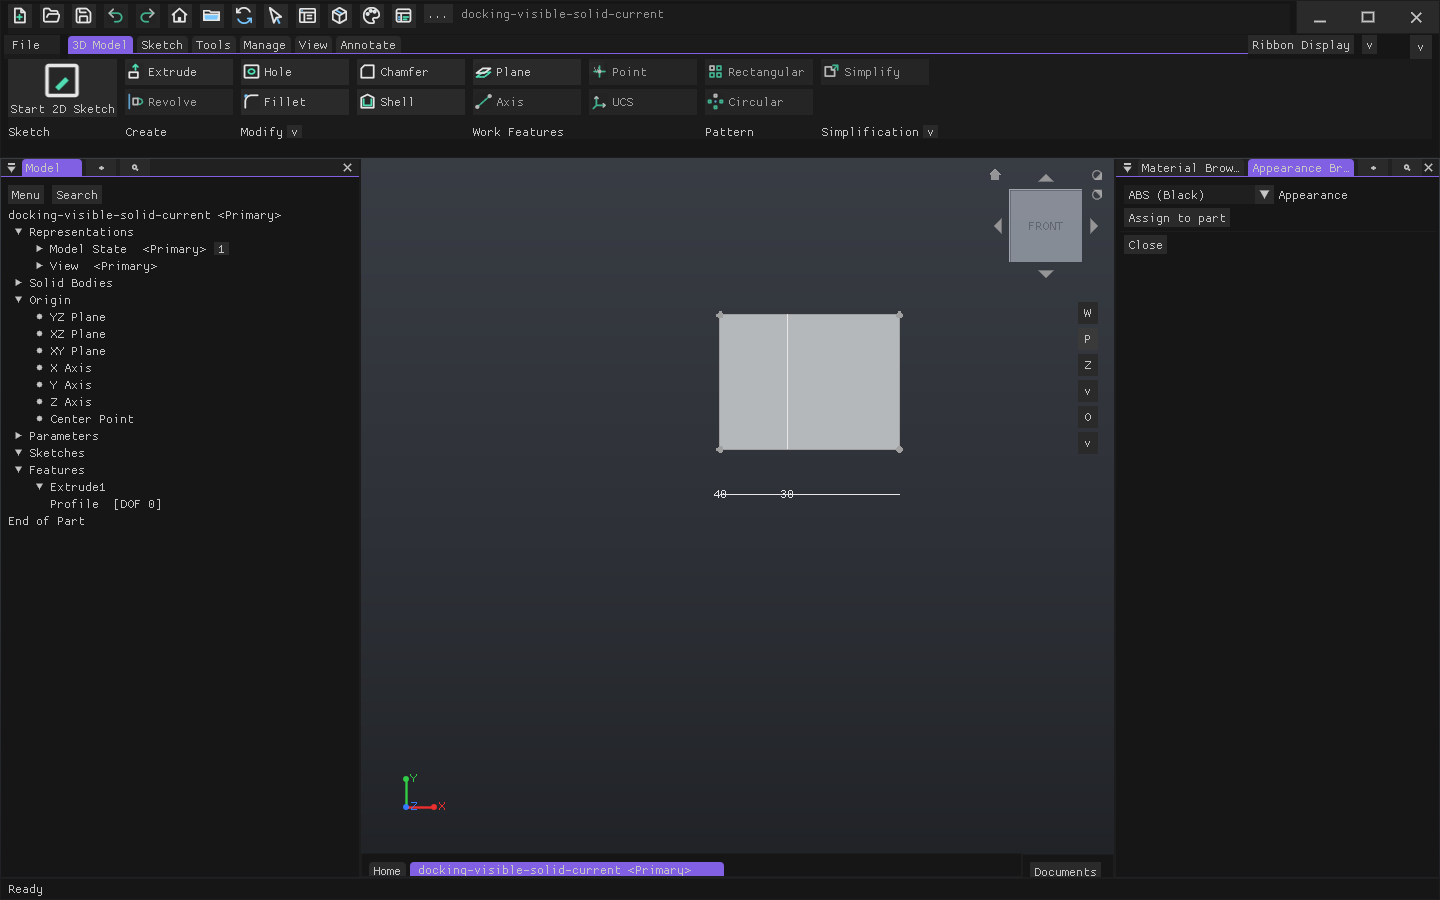 ... docking-visible-solid-current
File 3D Model Sketch Tools Manage View Annotate Ribbon Display v v
Start 2D Sketch
Extrude Hole Chamfer Plane Point Rectangular Simplify
Revolve Fillet Shell Axis UCS Circular
Sketch Create Modify v Work Features Pattern Simplification v
Model
Menu Search
docking-visible-solid-current <Primary>
Representations
Model State <Primary> 1
View <Primary>
Solid Bodies
Origin
YZ Plane
XZ Plane
XY Plane
X Axis
Y Axis
Z Axis
Center Point
Parameters
Sketches
Features
Extrude1
Profile [DOF 0]
End of Part
FRONT
W
P
Z
v
O
v
40 30
Y
Z X
Home docking-visible-solid-current <Primary> Documents
Material Brow… Appearance Br…
ABS (Black) Appearance
Assign to part
Close
Ready